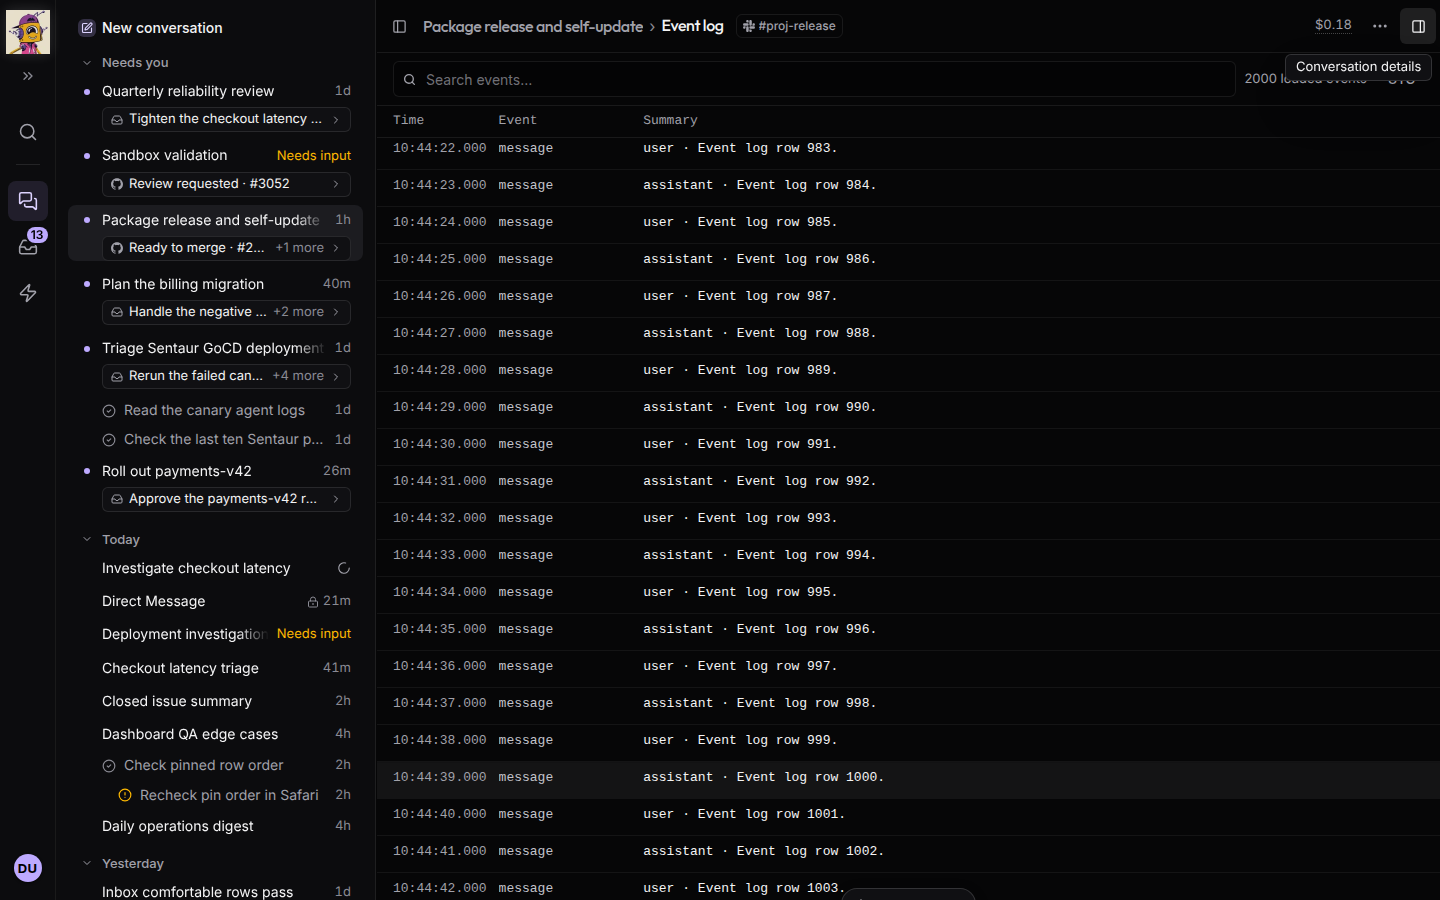 New conversation
Needs you
Quarterly reliability review 1d
Tighten the checkout latency ...
Sandbox validation Needs input
Review requested · #3052
Package release and self-update 1h
Ready to merge · #2... +1 more
Plan the billing migration 40m
Handle the negative ... +2 more
Triage Sentaur GoCD deployment 1d
Rerun the failed can... +4 more
Read the canary agent logs 1d
Check the last ten Sentaur p... 1d
Roll out payments-v42 26m
Approve the payments-v42 r...
Today
Investigate checkout latency
Direct Message 21m
Deployment investigation Needs input
Checkout latency triage 41m
Closed issue summary 2h
Dashboard QA edge cases 4h
Check pinned row order 2h
Recheck pin order in Safari 2h
Daily operations digest 4h
Yesterday
Inbox comfortable rows pass 1d
13
DU
Package release and self-update › Event log #proj-release $0.18
Conversation details
Search events... 2000 loaded events
Time Event Summary
10:44:22.000 message user · Event log row 983.
10:44:23.000 message assistant · Event log row 984.
10:44:24.000 message user · Event log row 985.
10:44:25.000 message assistant · Event log row 986.
10:44:26.000 message user · Event log row 987.
10:44:27.000 message assistant · Event log row 988.
10:44:28.000 message user · Event log row 989.
10:44:29.000 message assistant · Event log row 990.
10:44:30.000 message user · Event log row 991.
10:44:31.000 message assistant · Event log row 992.
10:44:32.000 message user · Event log row 993.
10:44:33.000 message assistant · Event log row 994.
10:44:34.000 message user · Event log row 995.
10:44:35.000 message assistant · Event log row 996.
10:44:36.000 message user · Event log row 997.
10:44:37.000 message assistant · Event log row 998.
10:44:38.000 message user · Event log row 999.
10:44:39.000 message assistant · Event log row 1000.
10:44:40.000 message user · Event log row 1001.
10:44:41.000 message assistant · Event log row 1002.
10:44:42.000 message user · Event log row 1003.